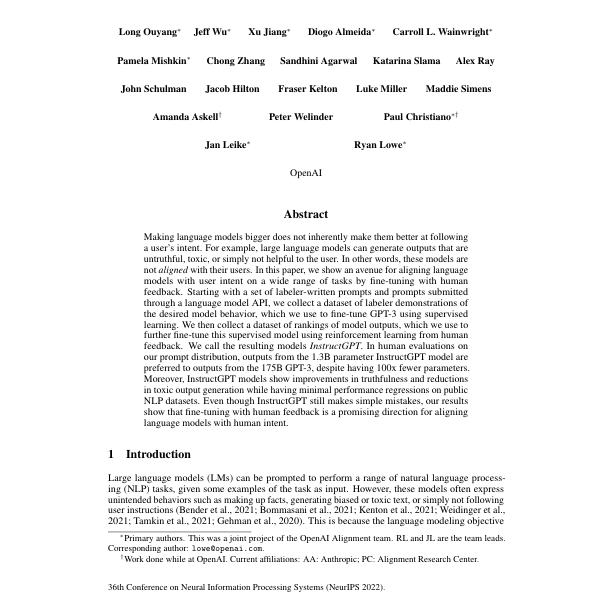 Long Ouyang* Jeff Wu* Xu Jiang* Diogo Almeida* Carroll L. Wainwright*
Pamela Mishkin* Chong Zhang Sandhini Agarwal Katarina Slama Alex Ray
John Schulman Jacob Hilton Fraser Kelton Luke Miller Maddie Simens
Amanda Askell† Peter Welinder Paul Christiano*†
Jan Leike* Ryan Lowe*
OpenAI
Abstract
Making language models bigger does not inherently make them better at following
a user's intent. For example, large language models can generate outputs that are
untruthful, toxic, or simply not helpful to the user. In other words, these models are
not aligned with their users. In this paper, we show an avenue for aligning language
models with user intent on a wide range of tasks by fine-tuning with human
feedback. Starting with a set of labeler-written prompts and prompts submitted
through a language model API, we collect a dataset of labeler demonstrations of
the desired model behavior, which we use to fine-tune GPT-3 using supervised
learning. We then collect a dataset of rankings of model outputs, which we use to
further fine-tune this supervised model using reinforcement learning from human
feedback. We call the resulting models InstructGPT. In human evaluations on
our prompt distribution, outputs from the 1.3B parameter InstructGPT model are
preferred to outputs from the 175B GPT-3, despite having 100x fewer parameters.
Moreover, InstructGPT models show improvements in truthfulness and reductions
in toxic output generation while having minimal performance regressions on public
NLP datasets. Even though InstructGPT still makes simple mistakes, our results
show that fine-tuning with human feedback is a promising direction for aligning
language models with human intent.
1 Introduction
Large language models (LMs) can be prompted to perform a range of natural language process-
ing (NLP) tasks, given some examples of the task as input. However, these models often express
unintended behaviors such as making up facts, generating biased or toxic text, or simply not following
user instructions (Bender et al., 2021; Bommasani et al., 2021; Kenton et al., 2021; Weidinger et al.,
2021; Tamkin et al., 2021; Gehman et al., 2020). This is because the language modeling objective
*Primary authors. This was a joint project of the OpenAI Alignment team. RL and JL are the team leads.
Corresponding author: lowe@openai.com.
†Work done while at OpenAI. Current affiliations: AA: Anthropic; PC: Alignment Research Center.
36th Conference on Neural Information Processing Systems (NeurIPS 2022).